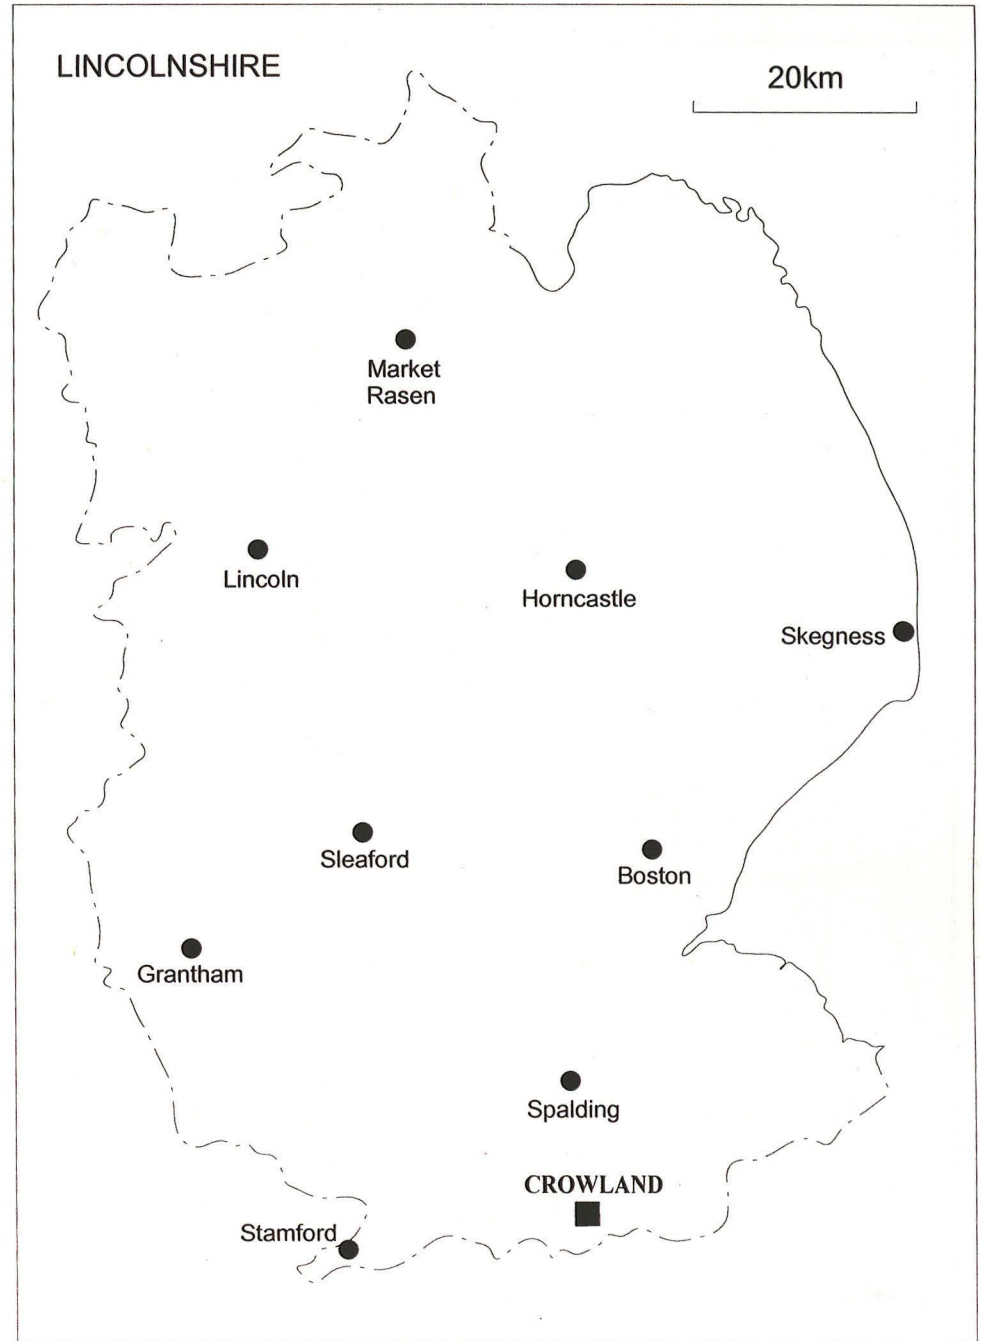 LINCOLNSHIRE
20km
Market
Rasen
Lincoln
Horncastle
Skegness
Sleaford
Boston
Grantham
Spalding
CROWLAND
Stamford